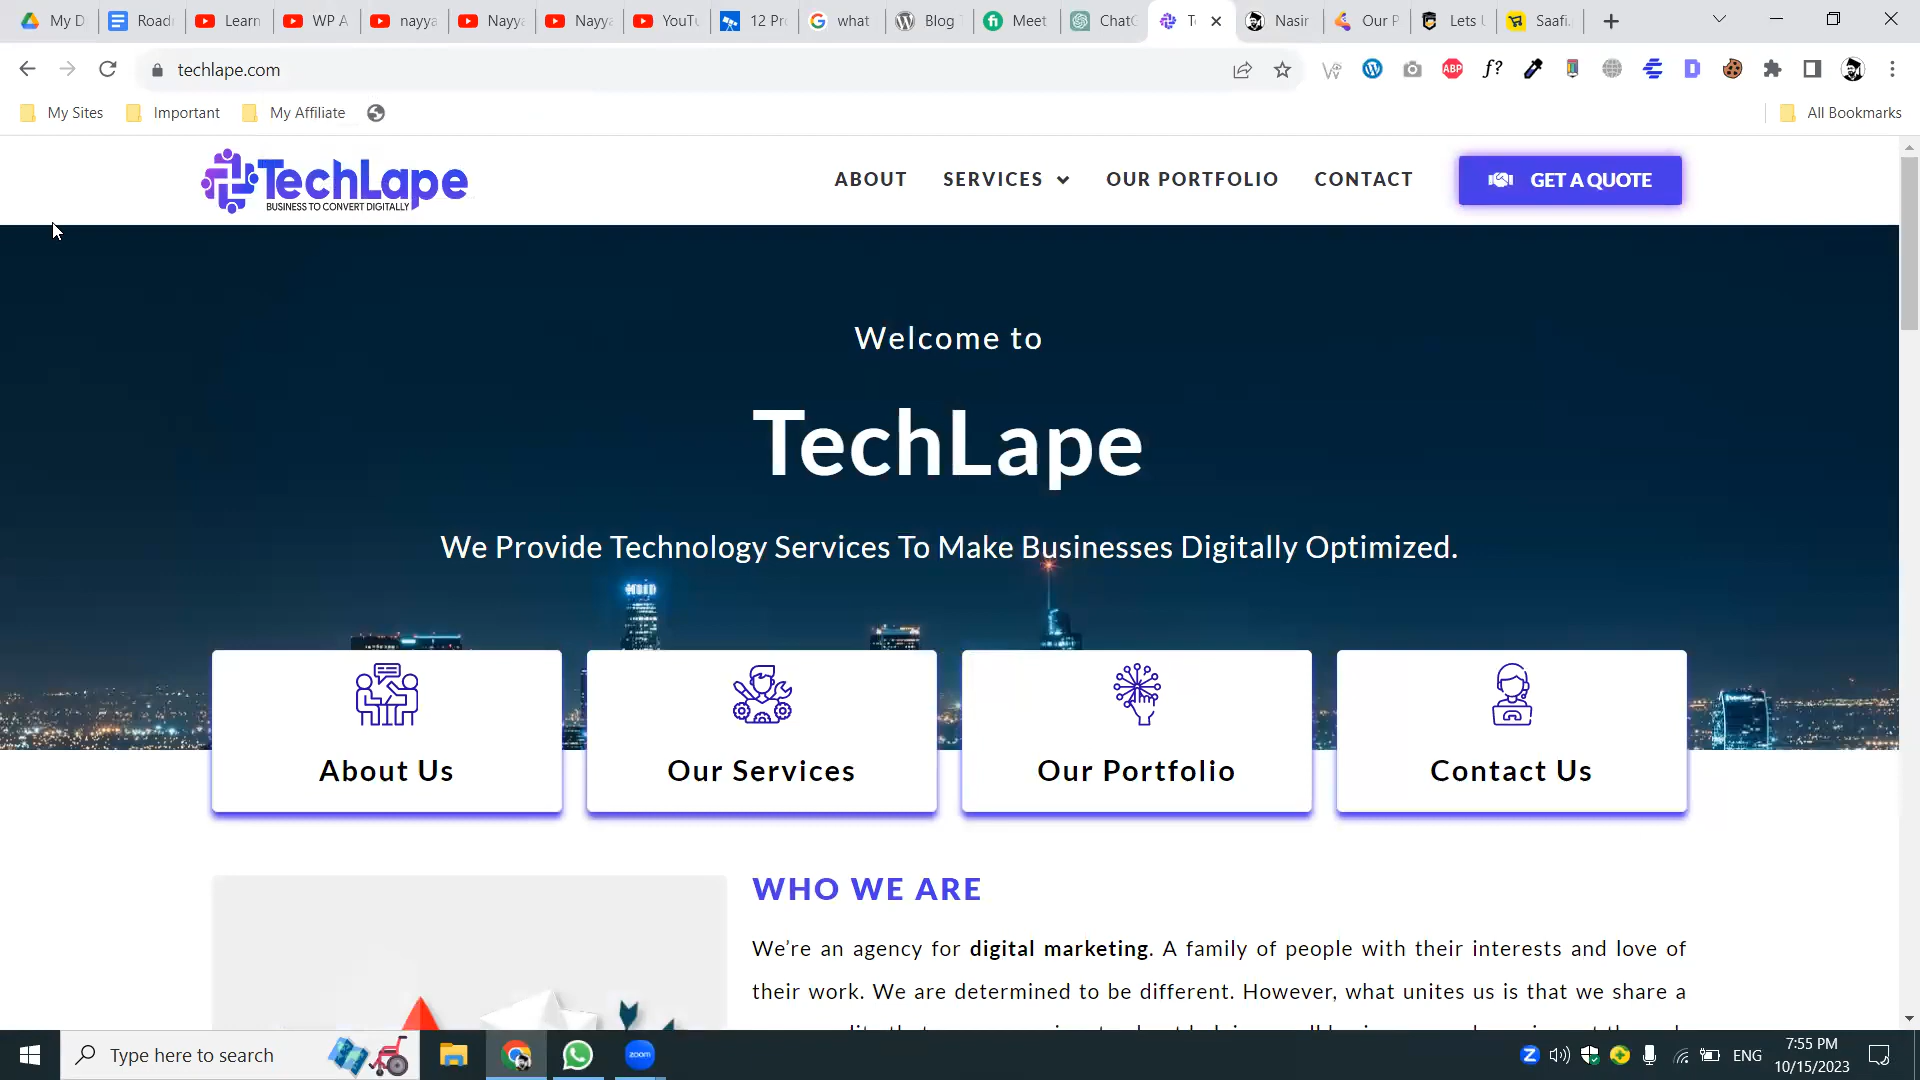 My D
Road
Learn
WP A
nayya
Nayya
Nayya
YouTu
12 Pr
what
Blog
Meet
ChatG
Nasir
Our P
Lets U
Saafi.
techlape.com
ABP
f?
My Sites
Important
My Affiliate
All Bookmarks
TechLape
BUSINESS TO CONVERT DIGITALLY
ABOUT
SERVICES
OUR PORTFOLIO
CONTACT
GET A QUOTE
Welcome to
TechLape
We Provide Technology Services To Make Businesses Digitally Optimized.
About Us
Our Services
Our Portfolio
Contact Us
WHO WE ARE
We're an agency for digital marketing. A family of people with their interests and love of
their work. We are determined to be different. However, what unites us is that we share a
Type here to search
zoom
ENG
7:55 PM
10/15/2023